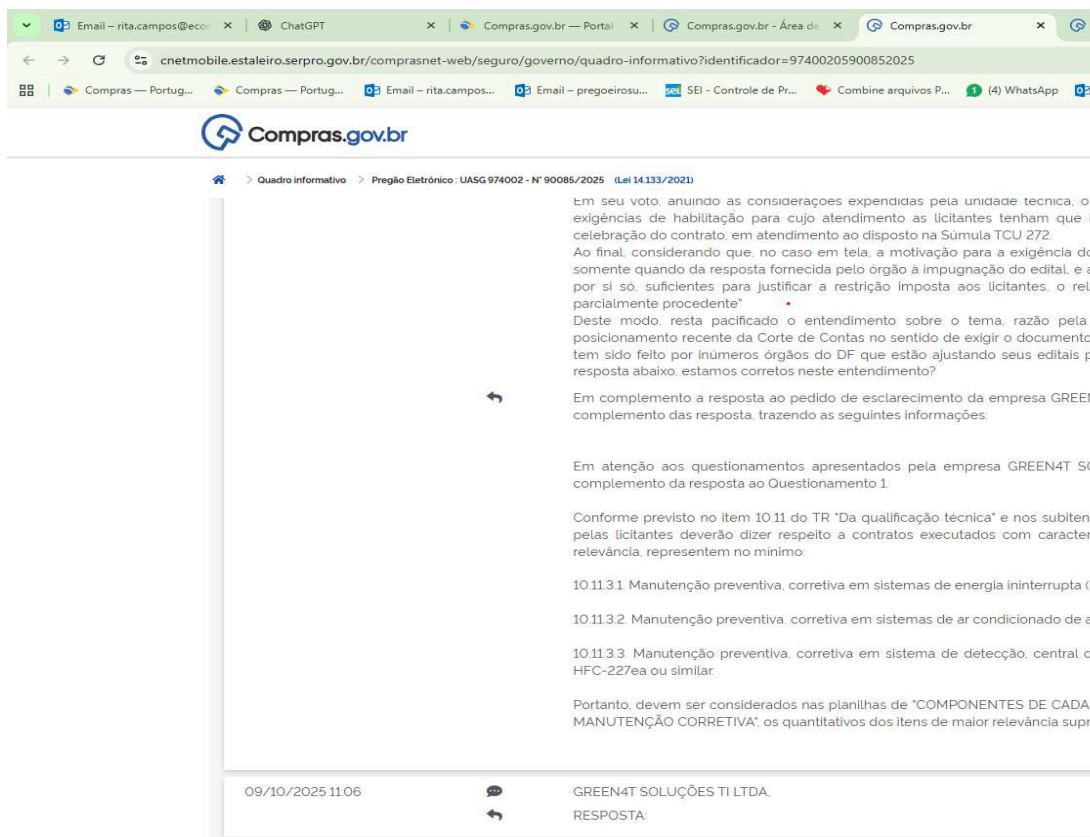 Email – rita.campos@eco
ChatGPT
Compras.gov.br — Portal
Compras.gov.br - Área de
Compras.gov.br
cnetmobile.estaleiro.serpro.gov.br/comprasnet-web/seguro/governo/quadro-informativo?identificador=97400205900852025
Compras — Portug...
Compras — Portug...
Email – rita.campos...
Email – pregoeirosu...
SEI - Controle de Pr...
Combine arquivos P...
(4) WhatsApp
Compras.gov.br
Quadro informativo > Pregão Eletrônico : UASG 974002 - N° 90085/2025 (Lei 14.133/2021)
Em seu voto, anuindo as considerações expendidas pela unidade técnica, o
exigências de habilitação para cujo atendimento as licitantes tenham que
celebração do contrato, em atendimento ao disposto na Súmula TCU 272.
Ao final, considerando que, no caso em tela, a motivação para a exigência do
somente quando da resposta fornecida pelo órgão à impugnação do edital, e a
por si só, suficientes para justificar a restrição imposta aos licitantes, o rel
parcialmente procedente"
Deste modo, resta pacificado o entendimento sobre o tema, razão pela
posicionamento recente da Corte de Contas no sentido de exigir o documento
tem sido feito por inúmeros órgãos do DF que estão ajustando seus editais p
resposta abaixo, estamos corretos neste entendimento?
Em complemento a resposta ao pedido de esclarecimento da empresa GREEN
complemento das resposta, trazendo as seguintes informações:
Em atenção aos questionamentos apresentados pela empresa GREEN4T SO
complemento da resposta ao Questionamento 1.
Conforme previsto no item 10.11 do TR "Da qualificação técnica" e nos subiten
pelas licitantes deverão dizer respeito a contratos executados com caracter
relevância, representem no mínimo:
10.11.3.1. Manutenção preventiva, corretiva em sistemas de energia ininterrupta (
10.11.3.2. Manutenção preventiva, corretiva em sistemas de ar condicionado de a
10.11.3.3. Manutenção preventiva, corretiva em sistema de detecção, central d
HFC-227ea ou similar.
Portanto, devem ser considerados nas planilhas de "COMPONENTES DE CADA
MANUTENÇÃO CORRETIVA", os quantitativos dos itens de maior relevância supr
09/10/2025 11:06
GREEN4T SOLUÇÕES TI LTDA.
RESPOSTA: